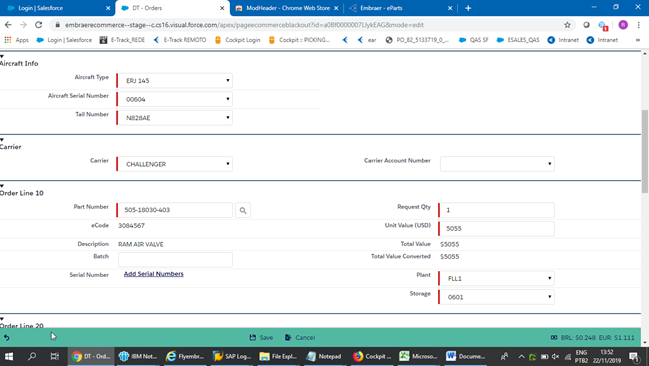 Login | Salesforce
DT - Orders
ModHeader - Chrome Web Store
Embraer - eParts
embraerecommerce--stage--c.cs16.visual.force.com/apex/pageecommerceblackout?id=a08f0000007UykEAG&mode=edit
Apps
Login | Salesforce
E-Track_REDE
E-Track REMOTO
Cockpit Login
Cockpit :: PICKING...
ear
PO_82_5133719_0_...
QAS SF
ESALES_QAS
Intranet
Intranet
Aircraft Info
Aircraft Type
ERJ 145
Aircraft Serial Number
00604
Tail Number
N828AE
Carrier
Carrier
CHALLENGER
Carrier Account Number
Order Line 10
Part Number
505-18030-403
Request Qty
1
eCode
3084567
Unit Value (USD)
5055
Description
RAM AIR VALVE
Total Value
$5055
Batch
Total Value Converted
$5055
Serial Number
Add Serial Numbers
Plant
FLL1
Storage
0601
Order Line 20
Save
Cancel
BRL: $0.248 EUR: $1.111
DT - Ord...
IBM Not...
Flyembr...
SAP Log...
File Expl...
Notepad
Cockpit ...
Microso...
Docume...
ENG
PTB2
13:52
22/11/2019